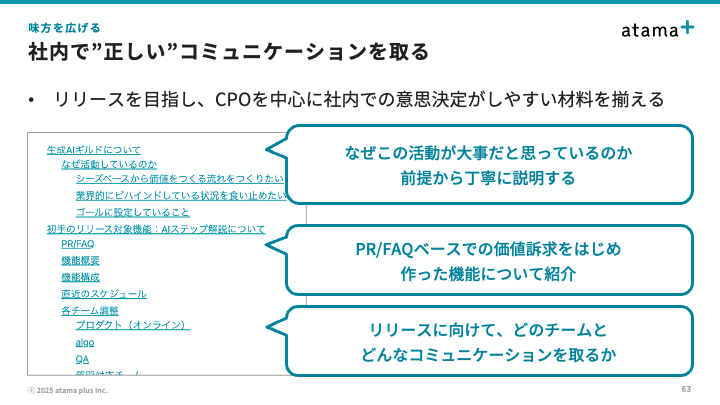 味方を広げる
社内で”正しい”コミュニケーションを取る
atama+
• リリースを目指し、CPOを中心に社内での意思決定がしやすい材料を揃える
生成AIギルドについて
なぜ活動しているのか
シーズベースから価値をつくる流れをつくりたい
業界的にビハインドしている状況を食い止めたい
ゴールに設定していること
初手のリリース対象機能：AIステップ解説について
PR/FAQ
機能概要
機能構成
直近のスケジュール
各チーム調整
プロダクト（オンライン）
algo
QA
なぜこの活動が大事だと思っているのか
前提から丁寧に説明する
PR/FAQベースでの価値訴求をはじめ
作った機能について紹介
リリースに向けて、どのチームと
どんなコミュニケーションを取るか
ⓒ 2025 atama plus Inc.
63